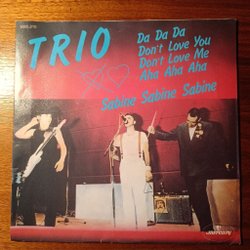 TRIO
Da Da Da
Don't Love You
Don't Love Me
Aha Aha Aha
Sabine Sabine Sabine